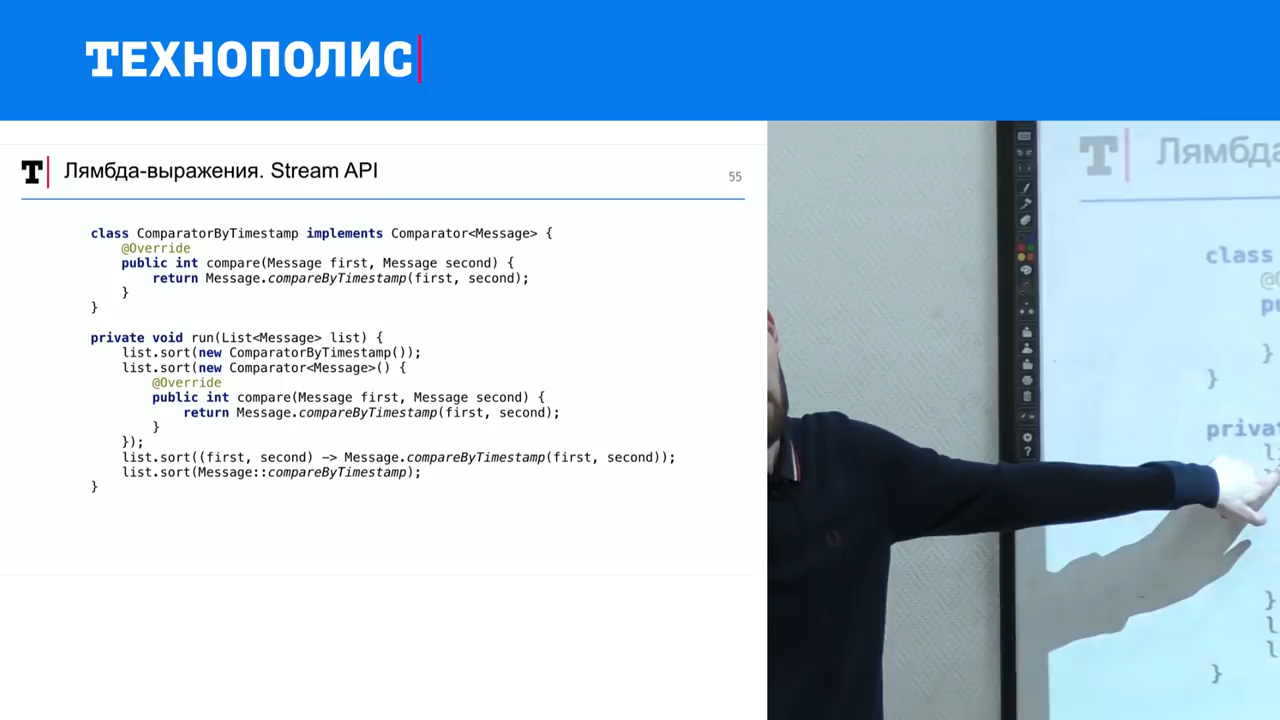 ТЕХНОПОЛИС
T Лямбда-выражения. Stream API
55
class ComparatorByTimestamp implements Comparator<Message> {
    @Override
    public int compare(Message first, Message second) {
        return Message.compareByTimestamp(first, second);
    }
}
private void run(List<Message> list) {
    list.sort(new ComparatorByTimestamp());
    list.sort(new Comparator<Message>() {
        @Override
        public int compare(Message first, Message second) {
            return Message.compareByTimestamp(first, second);
        }
    });
    list.sort((first, second) -> Message.compareByTimestamp(first, second));
    list.sort(Message::compareByTimestamp);
}
T Лямбда
class
@O
pu
}
}
privat
li
}
l
l
}